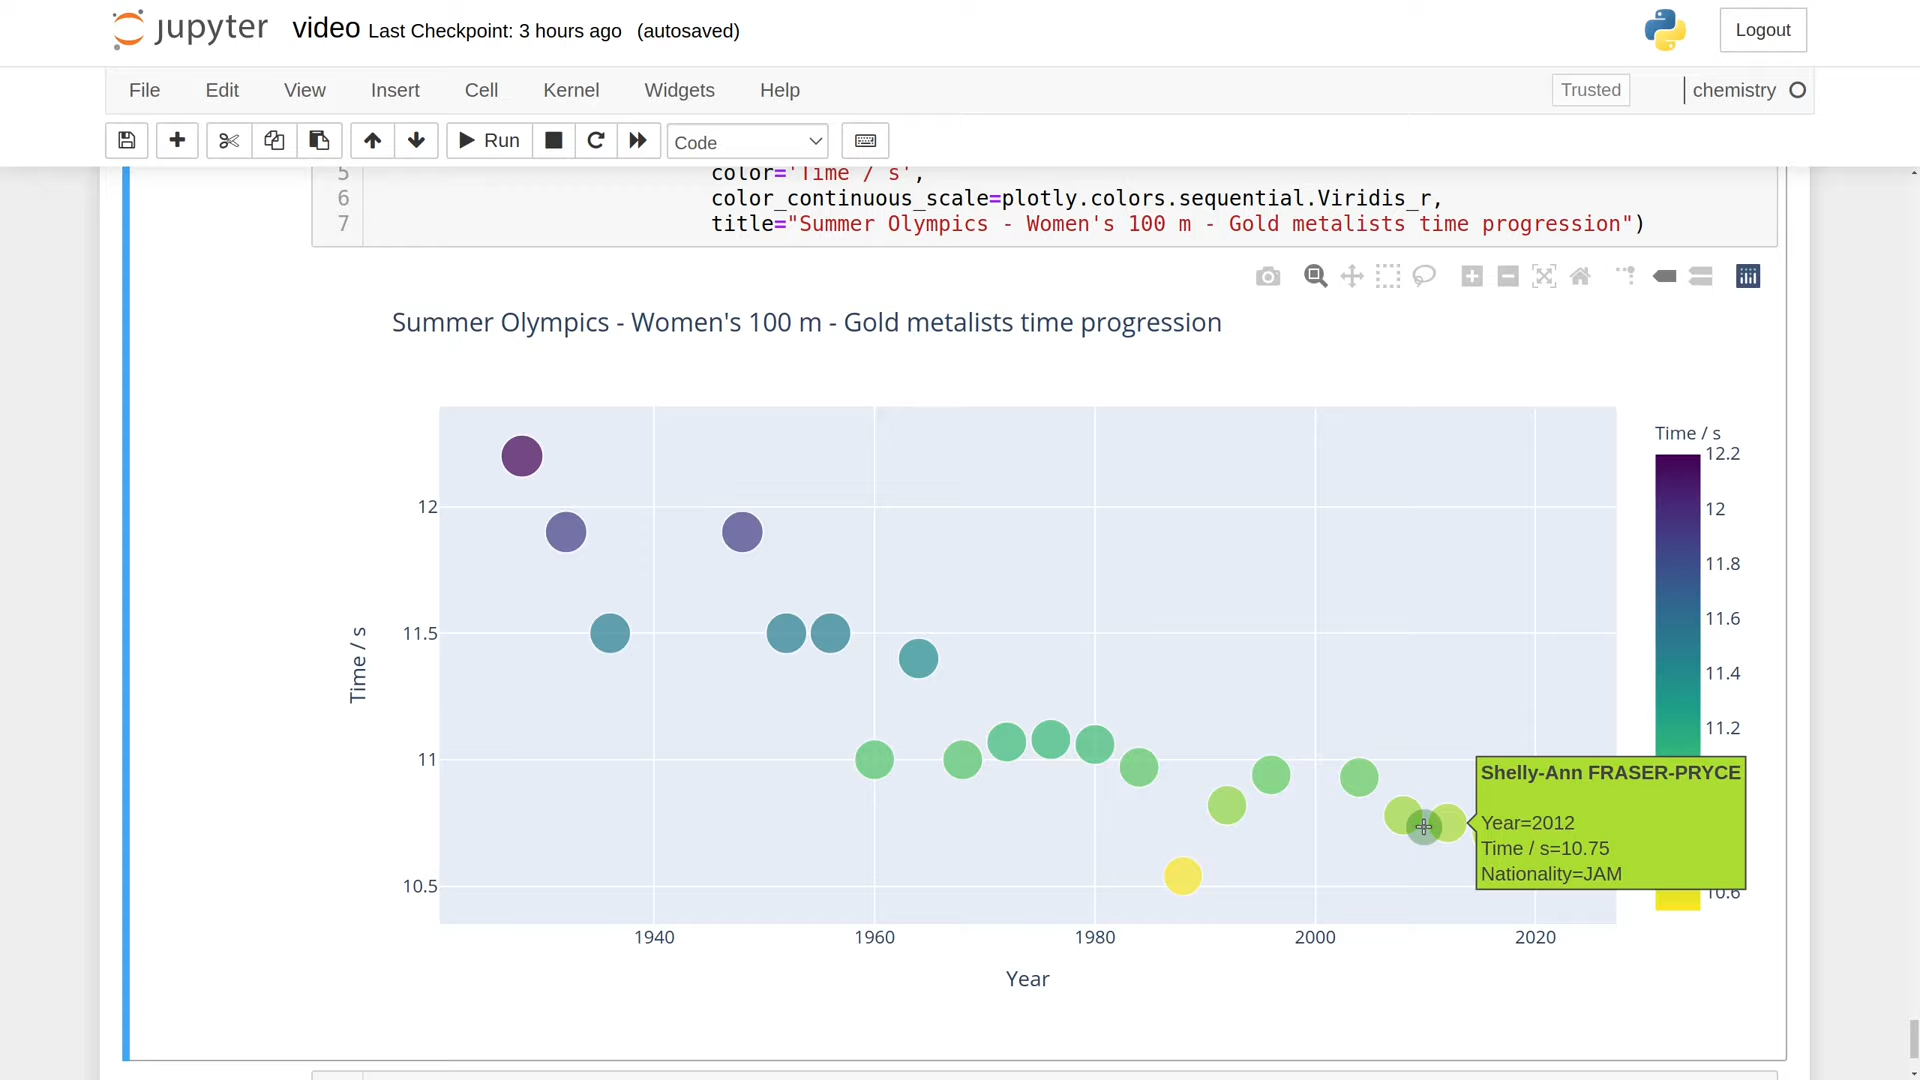 jupyter video Last Checkpoint: 3 hours ago (autosaved) Logout
File Edit View Insert Cell Kernel Widgets Help Trusted chemistry
Run Code
5 color='Time / s',
6 color_continuous_scale=plotly.colors.sequential.Viridis_r,
7 title="Summer Olympics - Women's 100 m - Gold metalists time progression")
Summer Olympics - Women's 100 m - Gold metalists time progression
Time / s
12.2
12
11.8
11.6
11.4
11.2
10.6
12
11.5
11
10.5
Time / s
Shelly-Ann FRASER-PRYCE
Year=2012
Time / s=10.75
Nationality=JAM
1940 1960 1980 2000 2020
Year